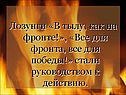 Лозунги «В тылу, как на
фронте!», «Все для
фронта, все для
победы!» стали
руководством к
действию.